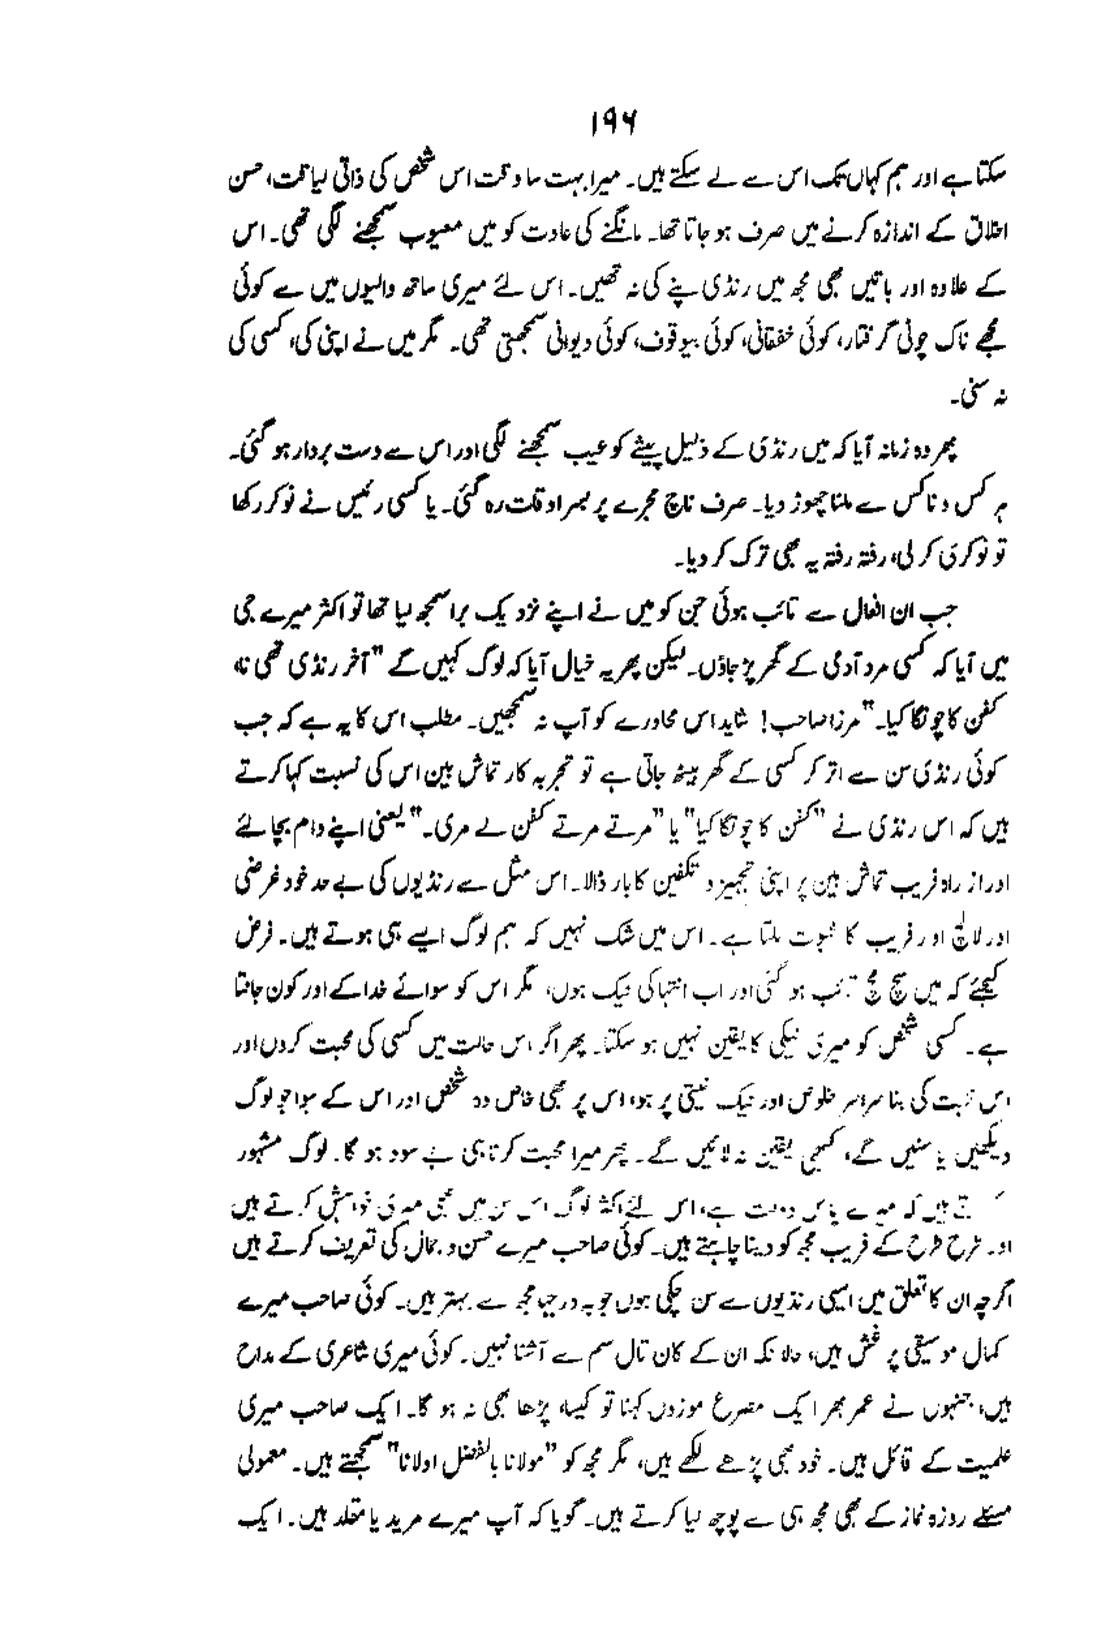 ۱۹۶
سکتا ہے اور ہم کہاں تک اس سے لے سکتے ہیں۔ میرا بہت سا وقت اس شخص کی ذاتی لیاقت، حسن
اخلاق کے اندازہ کرنے میں صرف ہو جاتا تھا۔ مانگنے کی عادت کو میں معیوب سمجھنے لگی تھی۔ اس
کے علاوہ اور باتیں بھی مجھ میں رنڈی پنے کی نہ تھیں۔ اس لئے میری ساتھ والیوں میں سے کوئی
مجھے ناک چوٹی گرفتار، کوئی خفقانی، کوئی بیوقوف، کوئی دیوانی سمجھتی تھی۔ مگر میں نے اپنی کی، کسی کی
نہ سنی۔
پھر وہ زمانہ آیا کہ میں رنڈی کے ذلیل پیشے کو عیب سمجھنے لگی اور اس سے دست بردار ہو گئی۔
ہر کس و ناکس سے ملنا چھوڑ دیا۔ صرف ناچ مجرے پر بسر اوقات رہ گئی۔ یا کسی رئیس نے نوکر رکھا
تو نوکری کر لی، رفتہ رفتہ یہ بھی ترک کر دیا۔
جب ان افعال سے تائب ہوئی جن کو میں نے اپنے نزدیک برا سمجھ لیا تھا تو اکثر میرے جی
میں آیا کہ کسی مرد آدمی کے گھر پڑ جاؤں۔ لیکن پھر یہ خیال آیا کہ لوگ کہیں گے "آخر رنڈی تھی نا،
کفن کا چونگا کیا۔" مرزا صاحب! شاید اس محاورے کو آپ نہ سمجھیں۔ مطلب اس کا یہ ہے کہ جب
کوئی رنڈی سن سے اتر کر کسی کے گھر بیٹھ جاتی ہے تو تجربہ کار تماش بین اس کی نسبت کہا کرتے
ہیں کہ اس رنڈی نے "کفن کا چونگا کیا" یا "مرتے مرتے کفن لے مری۔" یعنی اپنے دام بچا لئے
اور از راہ فریب تماش بین پر اپنی تجہیز و تکفین کا بار ڈالا۔ اس مثل سے رنڈیوں کی بے حد خود غرضی
اور لالچ اور فریب کا ثبوت ملتا ہے۔ اس میں شک نہیں کہ ہم لوگ ایسے ہی ہوتے ہیں۔ فرض
کیجئے کہ میں سچ مچ تائب ہو گئی اور اب انتہا کی نیک ہوں، مگر اس کو سوائے خدا کے اور کون جانتا
ہے۔ کسی شخص کو میری نیکی کا یقین نہیں ہو سکتا۔ پھر اگر اس حالت میں کسی کی محبت کروں اور
اس محبت کی بنا سراسر خلوص اور نیک نیتی پر ہو، اس پر بھی خاص وہ شخص اور اس کے سوا جو لوگ
دیکھیں یا سنیں گے، کبھی یقین نہ لائیں گے۔ پھر میرا محبت کرنا ہی بے سود ہو گا۔ لوگ مشہور
ہیں کہ میرے پاس دولت ہے، اس لئے اکثر لوگ اس سن میں بھی میری خواہش کرتے ہیں
اور طرح طرح کے فریب مجھ کو دینا چاہتے ہیں۔ کوئی صاحب میرے حسن و جمال کی تعریف کرتے ہیں
اگرچہ ان کا تعلق میں ایسی رنڈیوں سے سن چکی ہوں جو بہ درجہا مجھ سے بہتر ہیں۔ کوئی صاحب میرے
کمال موسیقی پر غش ہیں، حالانکہ ان کے کان تال سم سے آشنا نہیں۔ کوئی میری شاعری کے مداح
ہیں، جنہوں نے عمر بھر ایک مصرع موزوں کہنا تو کیسا، پڑھا بھی نہ ہو گا۔ ایک صاحب میری
علمیت کے قائل ہیں۔ خود بھی پڑھے لکھے ہیں، مگر مجھ کو "مولانا بالفضل اولانا" سمجھتے ہیں۔ معمولی
مسئلے روزہ نماز کے بھی مجھ ہی سے پوچھ لیا کرتے ہیں۔ گویا کہ آپ میرے مرید یا مقلد ہیں۔ ایک